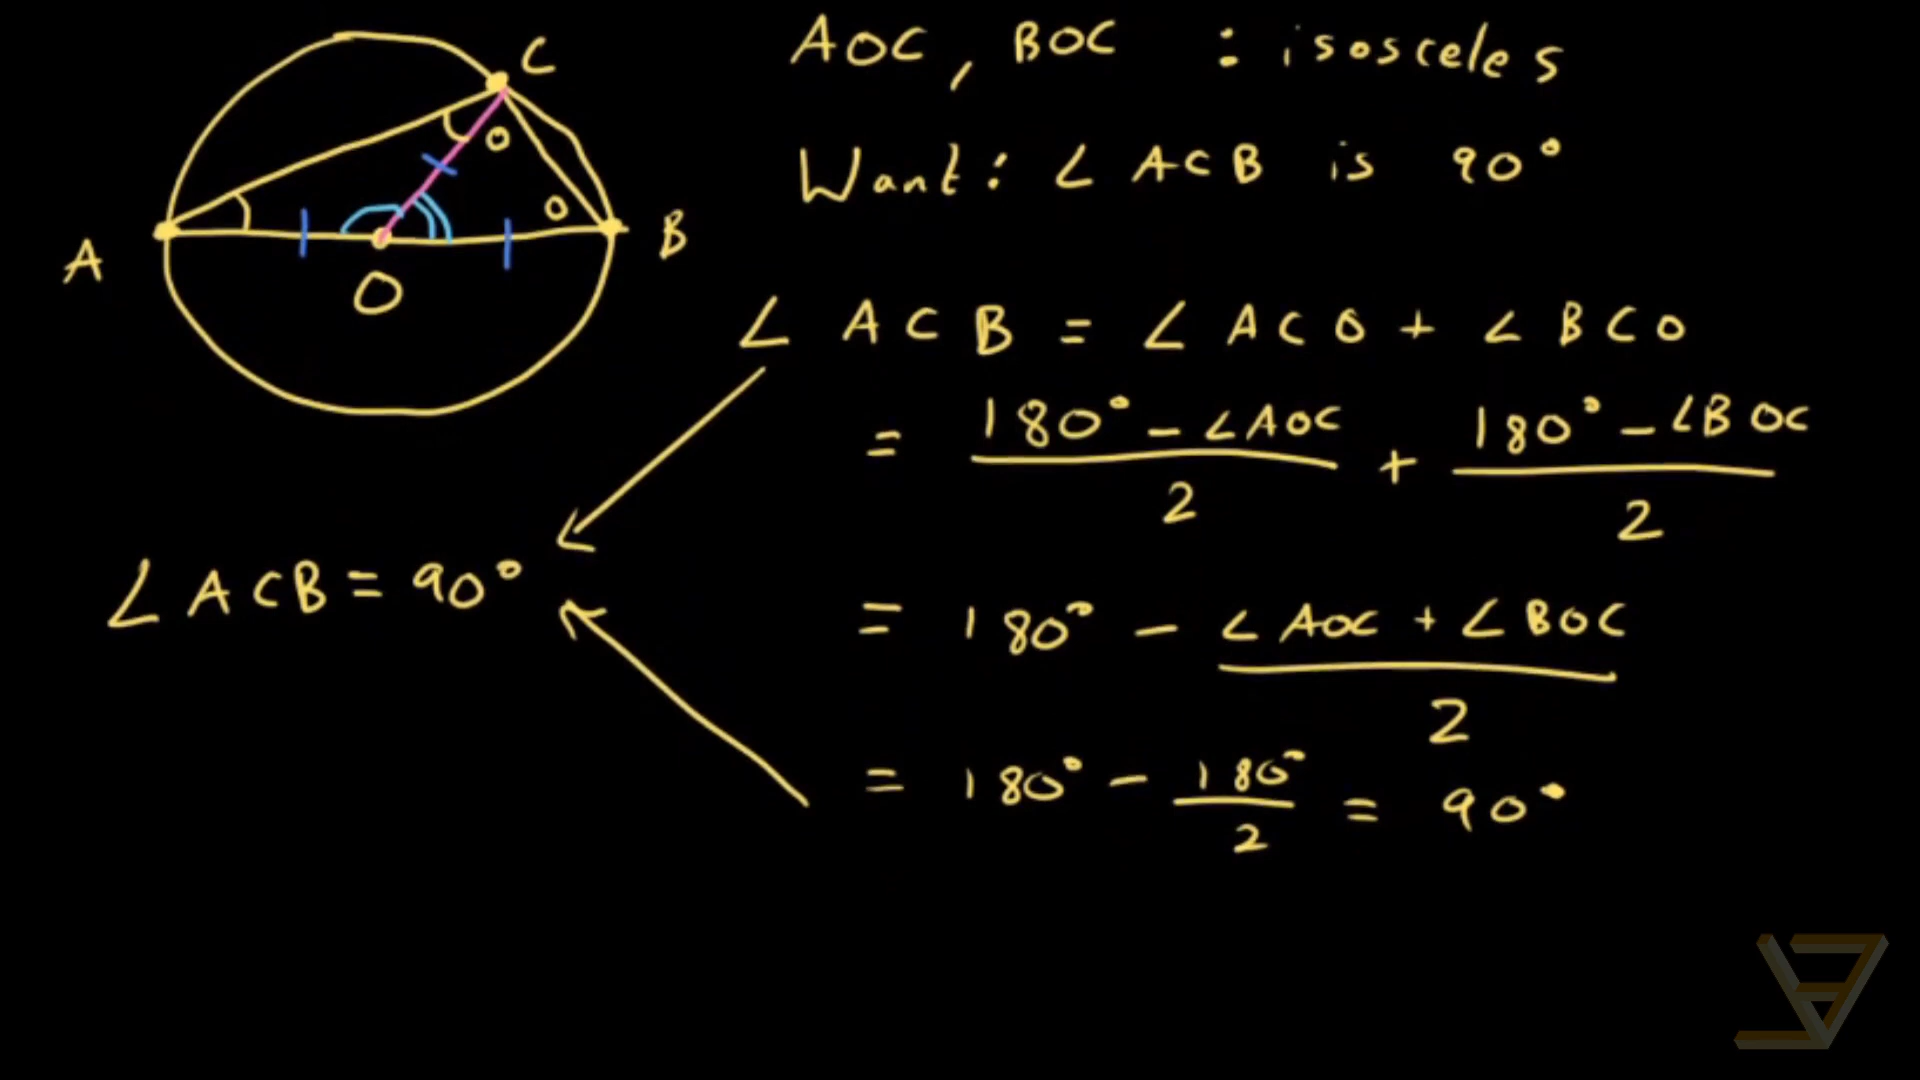 C
A
B
O
AOC, BOC : isosceles
Want: ∠ ACB is 90°
∠ ACB = ∠ ACO + ∠ BCO
= (180° - ∠AOC)/2 + (180° - ∠BOC)/2
= 180° - (∠AOC + ∠BOC)/2
= 180° - 180°/2 = 90°
∠ ACB = 90°